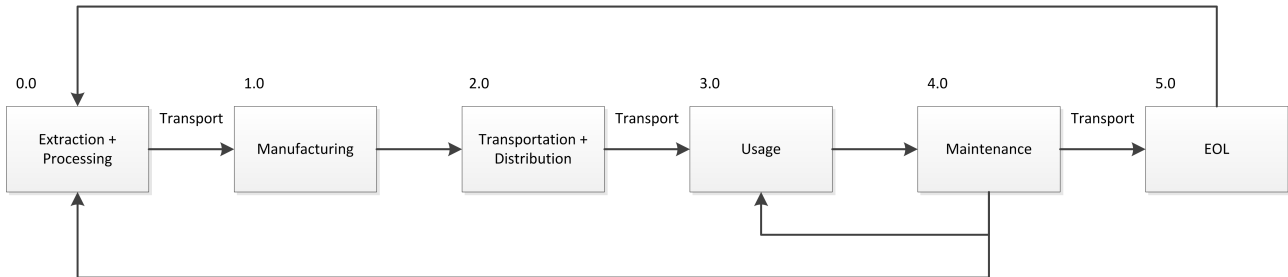 0.0
1.0
2.0
3.0
4.0
5.0
Extraction +
Processing
Transport
Manufacturing
Transportation +
Distribution
Transport
Usage
Maintenance
Transport
EOL